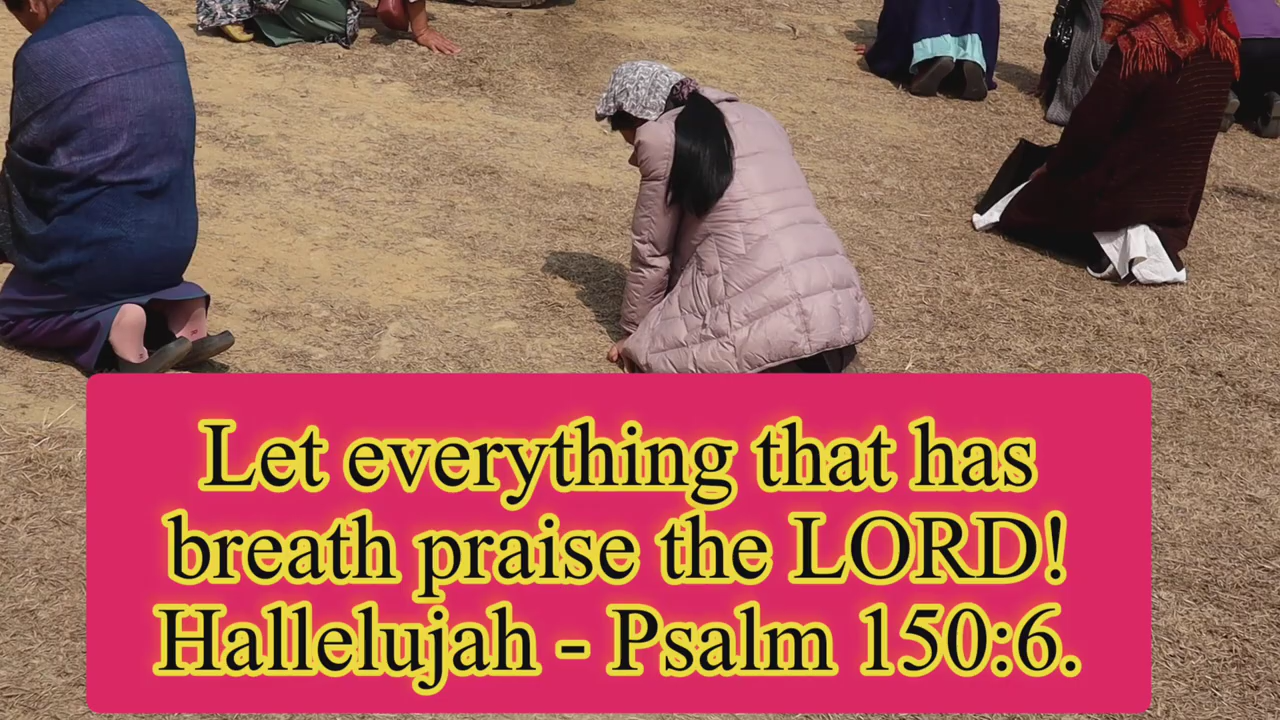 Let everything that has
breath praise the LORD!
Hallelujah - Psalm 150:6.